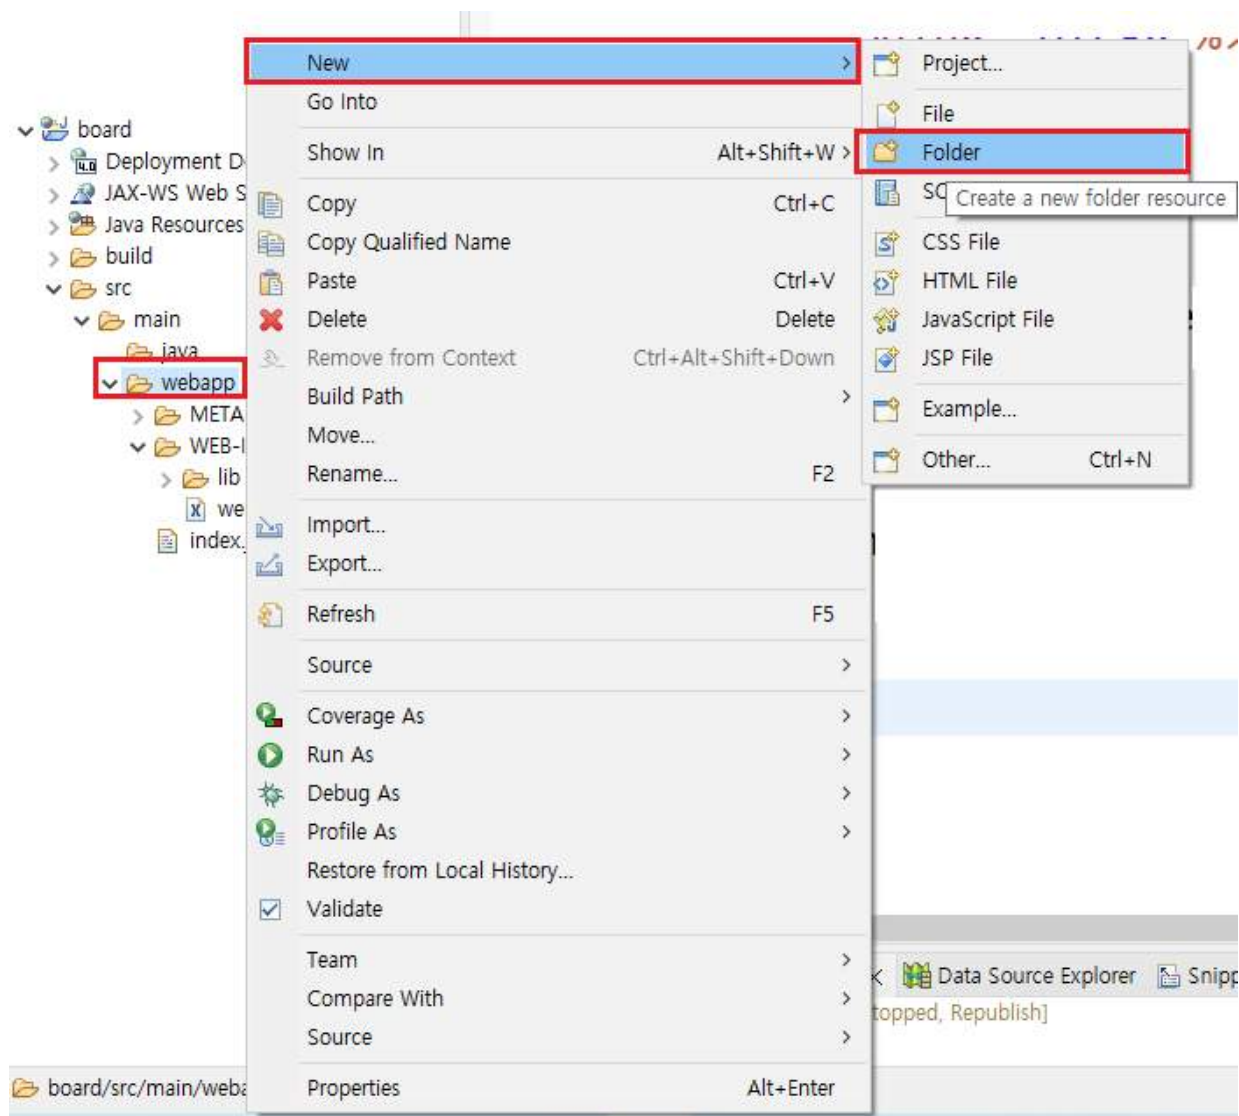 board
Deployment D
JAX-WS Web S
Java Resources
build
src
main
java
webapp
META
WEB-I
lib
we
index.
New
Go Into
Show In Alt+Shift+W
Copy Ctrl+C
Copy Qualified Name
Paste Ctrl+V
Delete Delete
Remove from Context Ctrl+Alt+Shift+Down
Build Path
Move...
Rename... F2
Import...
Export...
Refresh F5
Source
Coverage As
Run As
Debug As
Profile As
Restore from Local History...
Validate
Team
Compare With
Source
Properties Alt+Enter
Project...
File
Folder
Create a new folder resource
CSS File
HTML File
JavaScript File
JSP File
Example...
Other... Ctrl+N
Data Source Explorer Snipp
topped, Republish]
board/src/main/weba